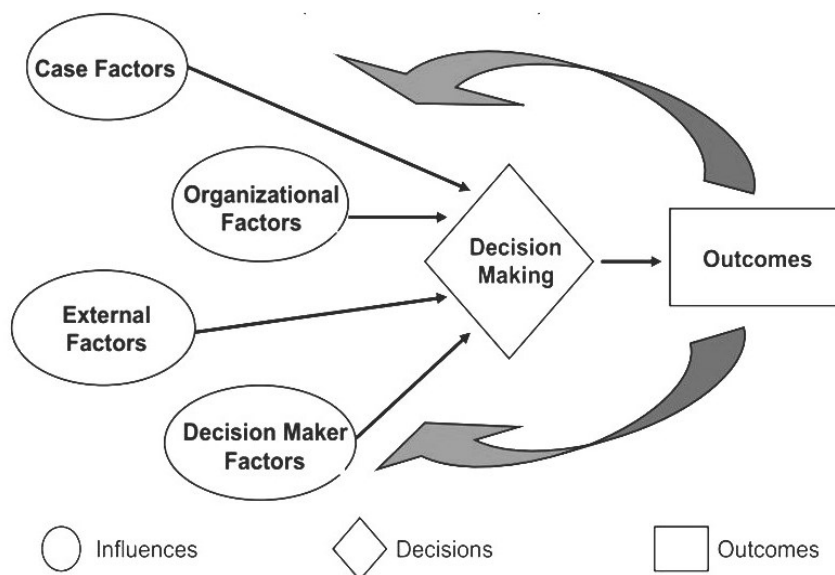 Case Factors
Organizational
Factors
Decision
Making
Outcomes
External
Factors
Decision Maker
Factors
Influences
Decisions
Outcomes